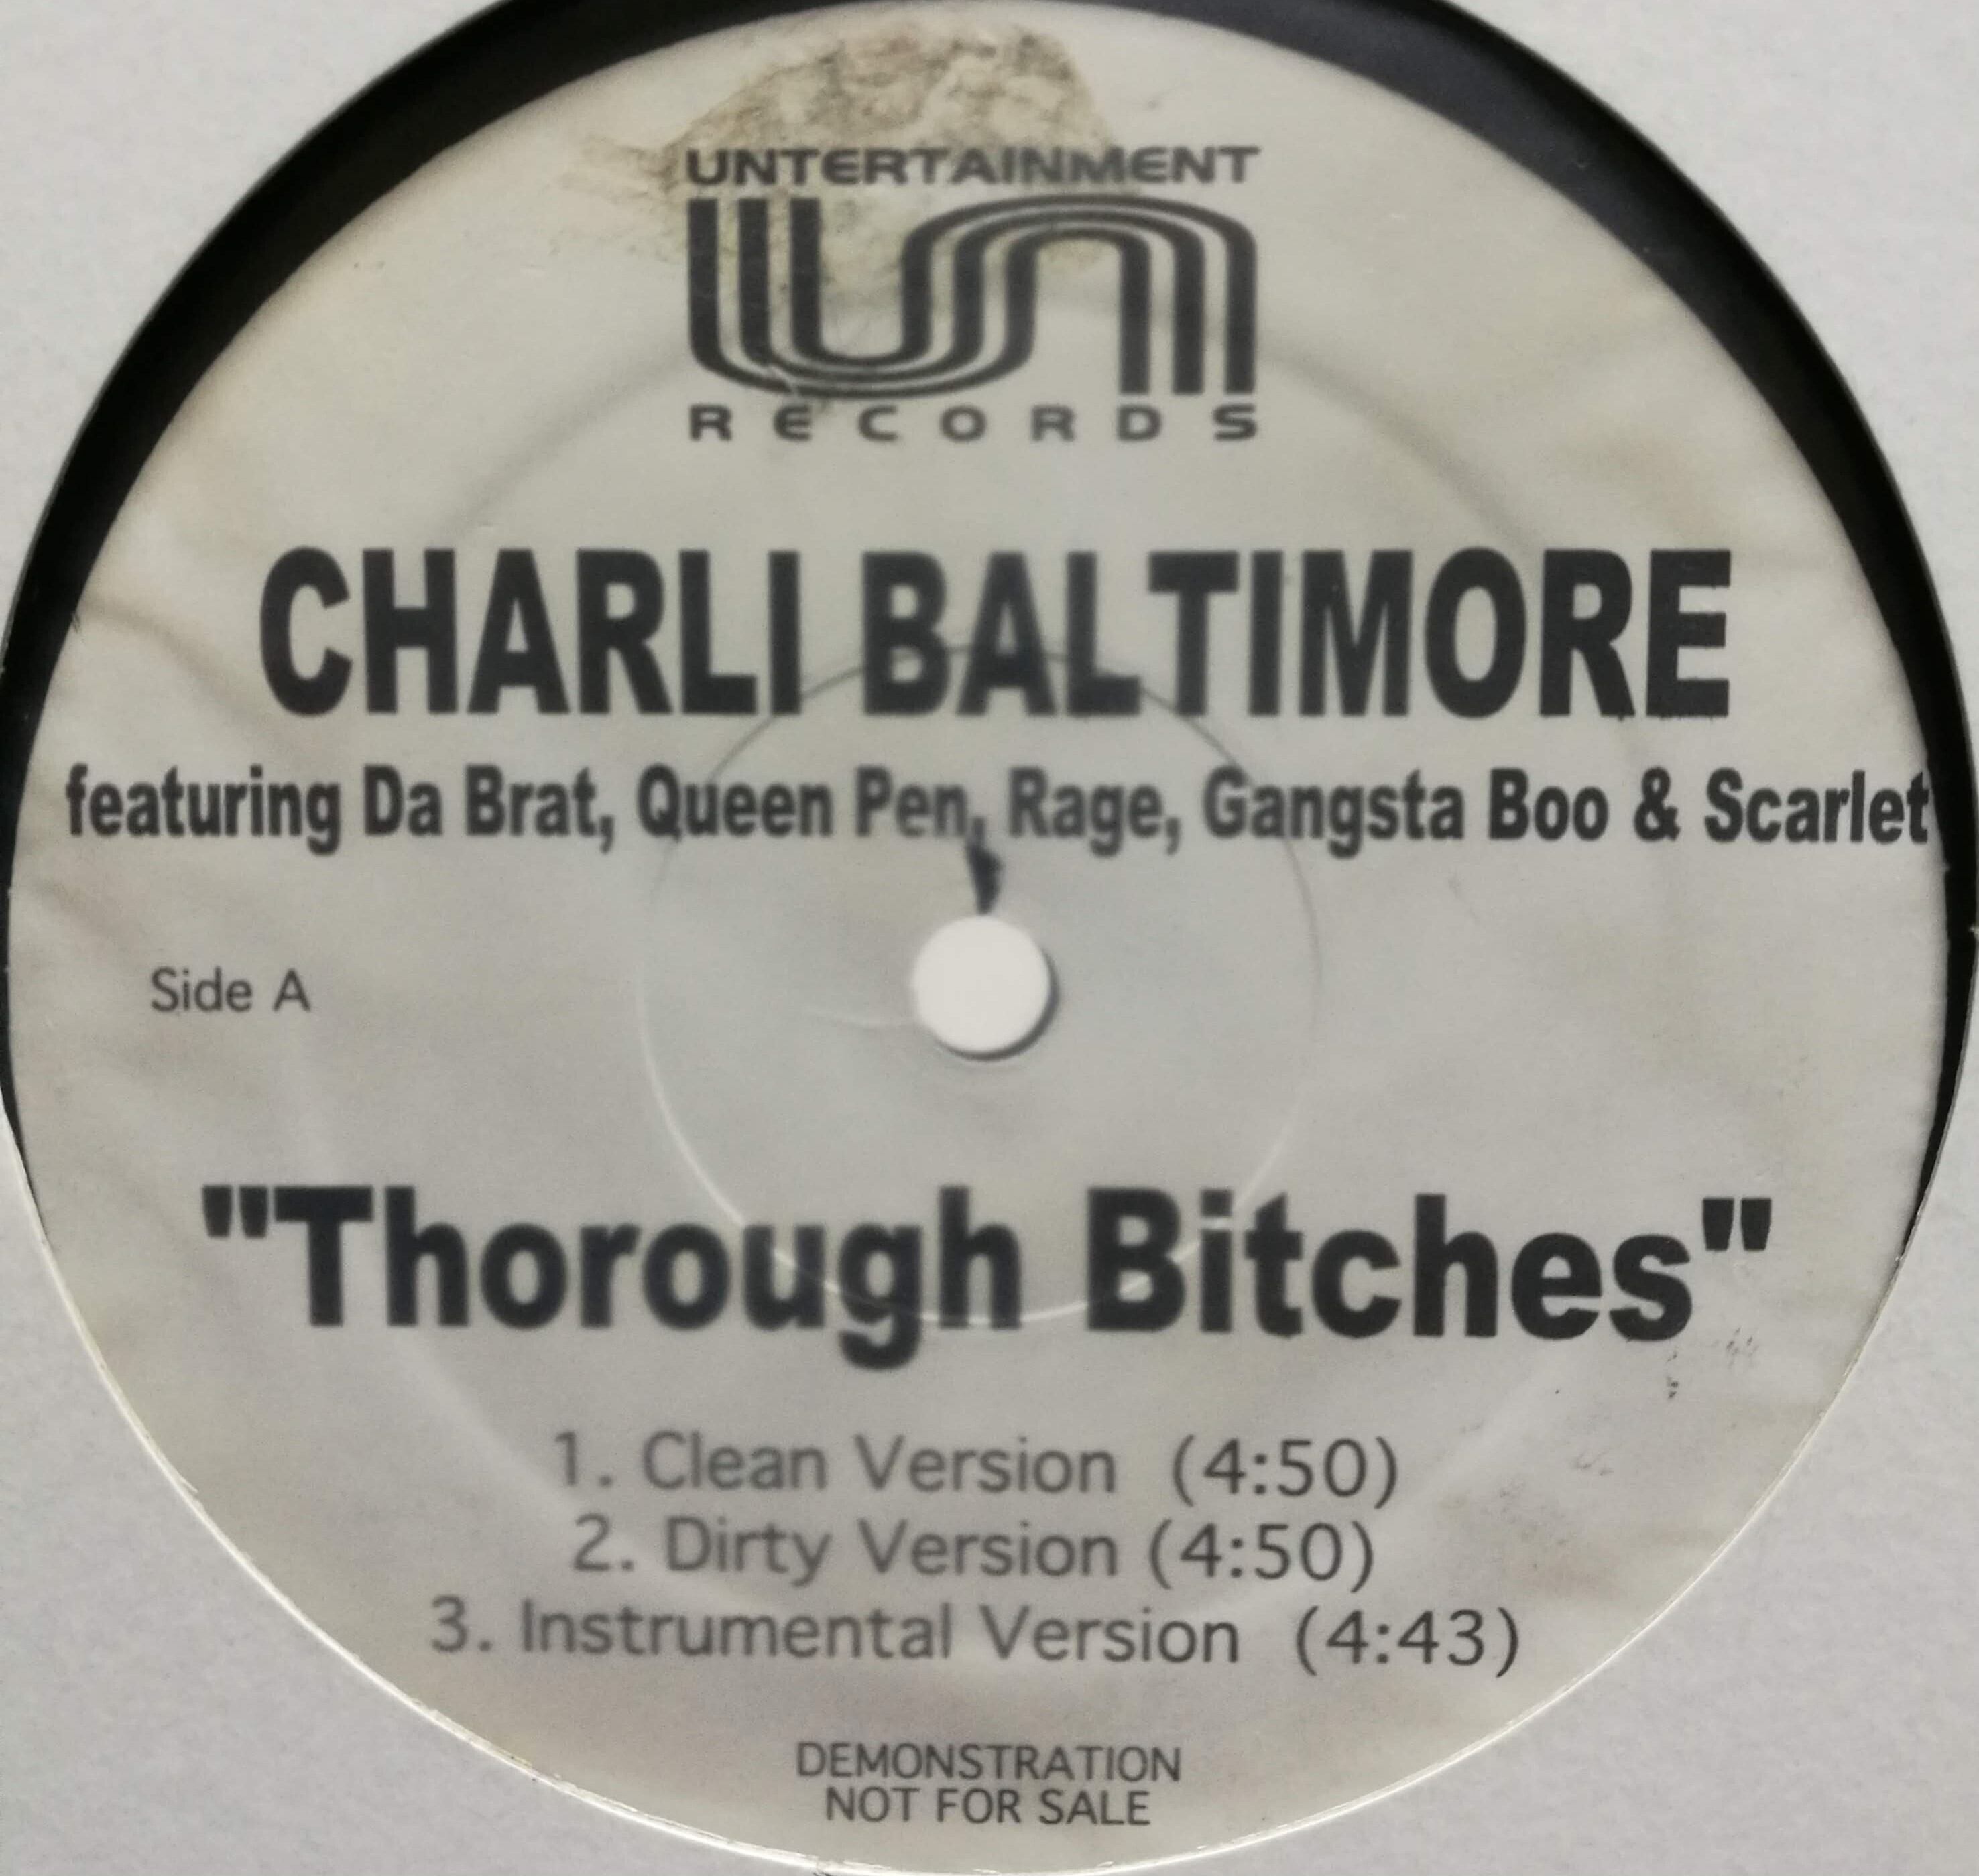 UNTERTAINMENT
un
RECORDS
CHARLI BALTIMORE
featuring Da Brat, Queen Pen, Rage, Gangsta Boo & Scarlet
Side A
"Thorough Bitches"
1. Clean Version (4:50)
2. Dirty Version (4:50)
3. Instrumental Version (4:43)
DEMONSTRATION
NOT FOR SALE